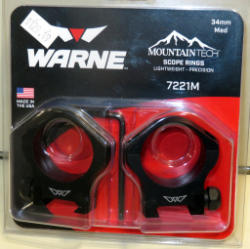 34mm
Med
WARNE
MOUNTAINTECH
SCOPE RINGS
LIGHTWEIGHT - PRECISION
7221M
MADE IN
THE USA